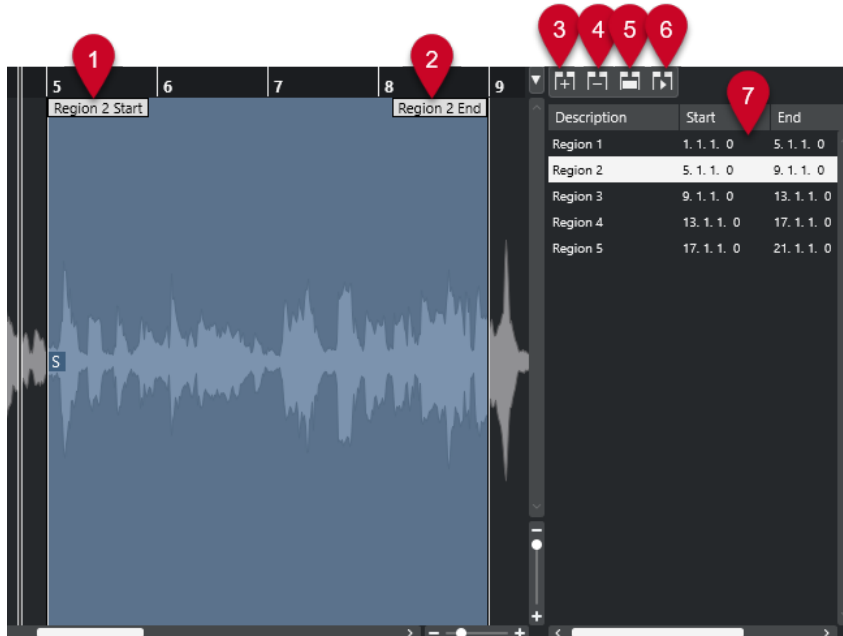 1 2 3 4 5 6
5 6 7 8 9
Region 2 Start Region 2 End
7
Description Start End
Region 1 1. 1. 1. 0 5. 1. 1. 0
Region 2 5. 1. 1. 0 9. 1. 1. 0
Region 3 9. 1. 1. 0 13. 1. 1. 0
Region 4 13. 1. 1. 0 17. 1. 1. 0
Region 5 17. 1. 1. 0 21. 1. 1. 0
S